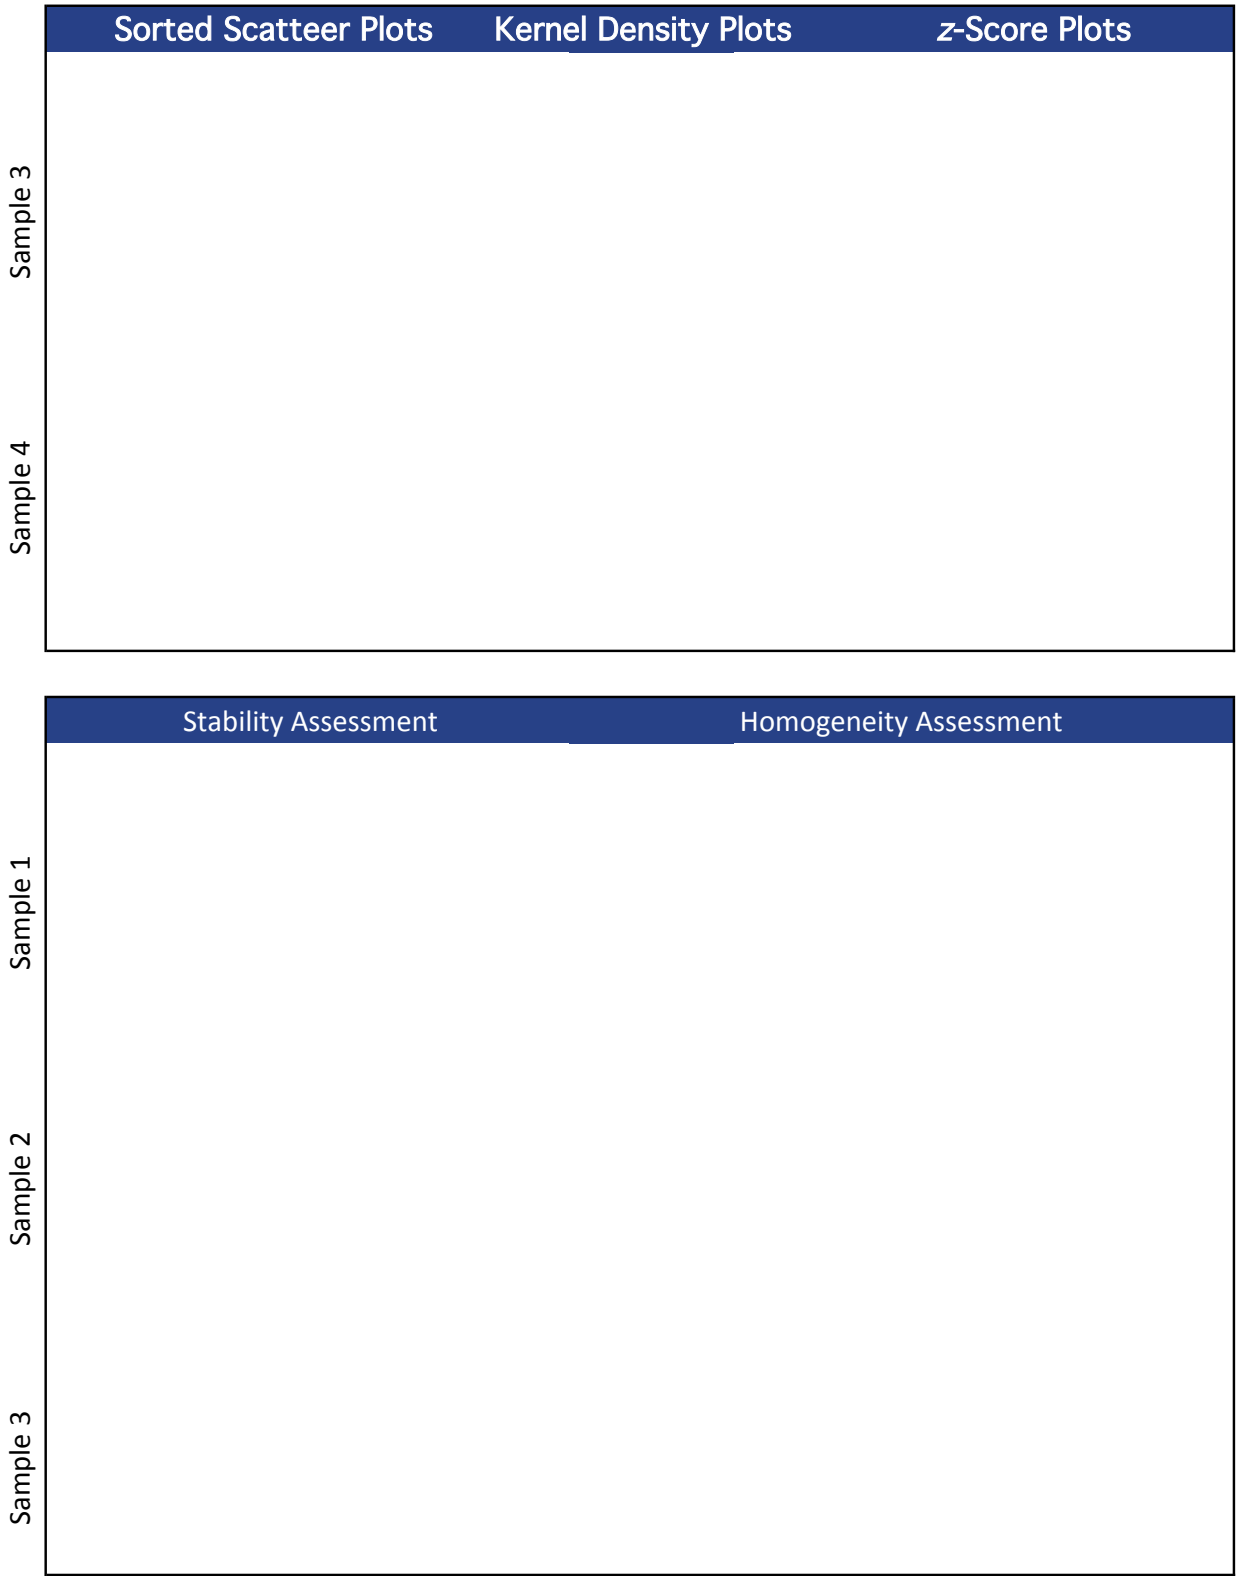 Sorted Scatteer Plots Kernel Density Plots z-Score Plots
Sample 3
Sample 4
Stability Assessment Homogeneity Assessment
Sample 1
Sample 2
Sample 3